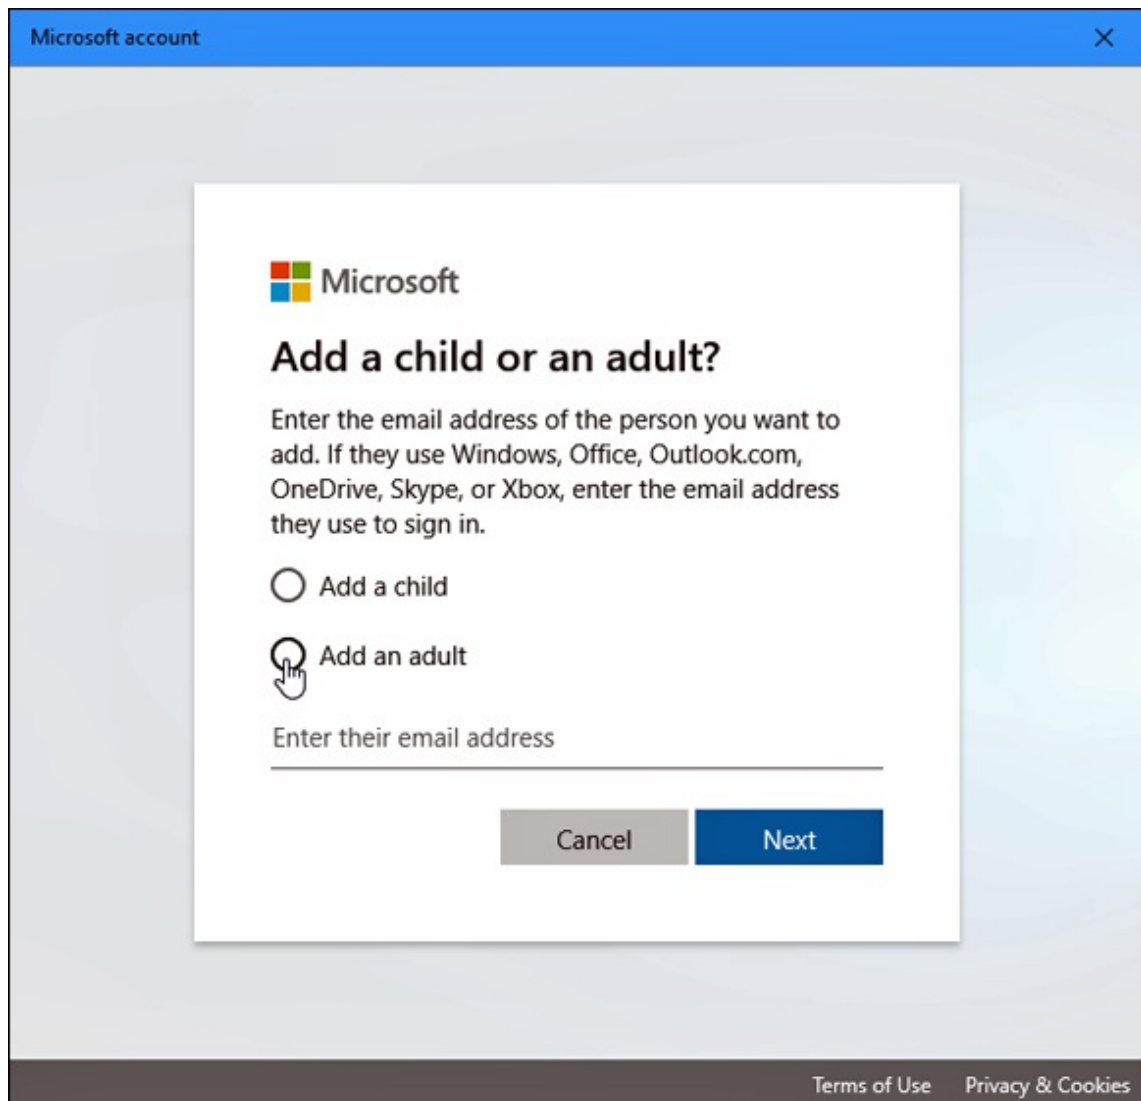 Microsoft account
Microsoft
Add a child or an adult?
Enter the email address of the person you want to
add. If they use Windows, Office, Outlook.com,
OneDrive, Skype, or Xbox, enter the email address
they use to sign in.
Add a child
Add an adult
Enter their email address
Cancel Next
Terms of Use Privacy & Cookies